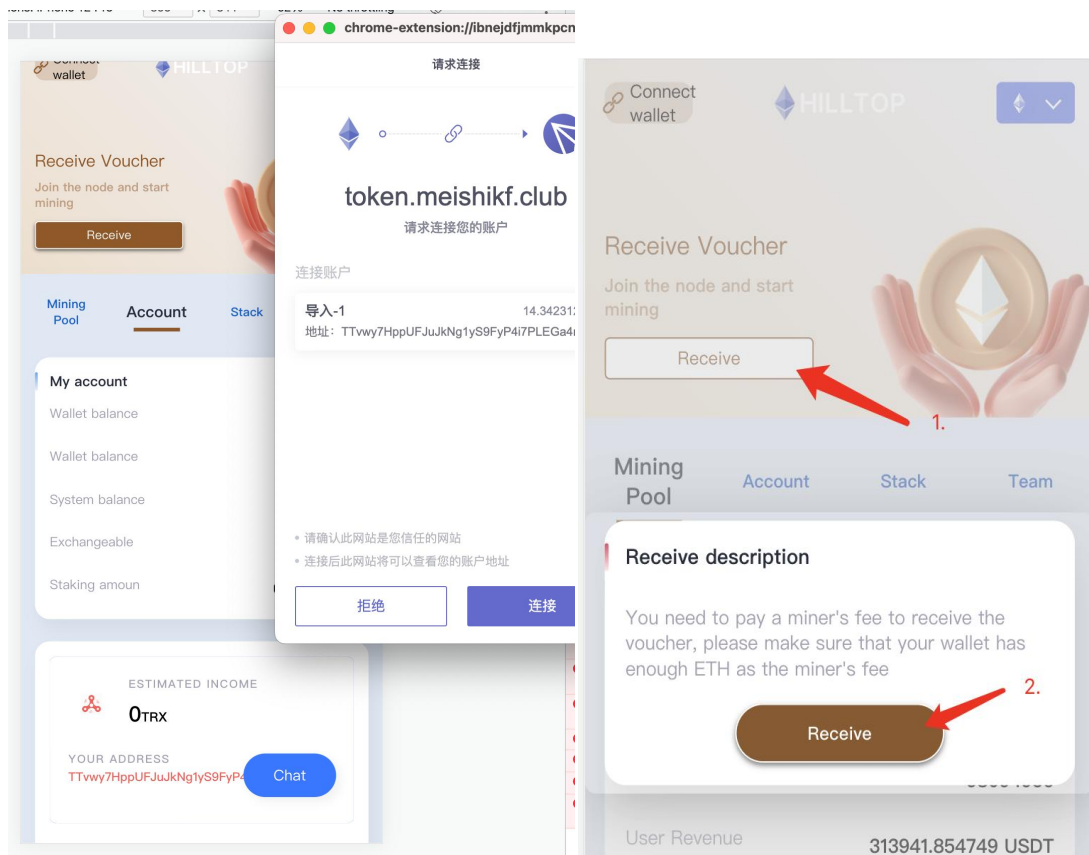 chrome-extension://ibnejdfjmmkpcn
Connect
wallet
HILLTOP
Receive Voucher
Join the node and start
mining
Receive
Mining
Pool
Account
Stack
My account
Wallet balance
Wallet balance
System balance
Exchangeable
Staking amoun
ESTIMATED INCOME
0TRX
YOUR ADDRESS
TTvwy7HppUFJuJkNg1yS9FyP4
Chat
请求连接
token.meishikf.club
请求连接您的账户
连接账户
导入-1
14.34231
地址: TTvwy7HppUFJuJkNg1yS9FyP4i7PLEGa4
• 请确认此网站是您信任的网站
• 连接后此网站将可以查看您的账户地址
拒绝
连接
Connect
wallet
HILLTOP
Receive Voucher
Join the node and start
mining
Receive
1.
Mining
Pool
Account
Stack
Team
Receive description
You need to pay a miner's fee to receive the
voucher, please make sure that your wallet has
enough ETH as the miner's fee
2.
Receive
User Revenue
313941.854749 USDT